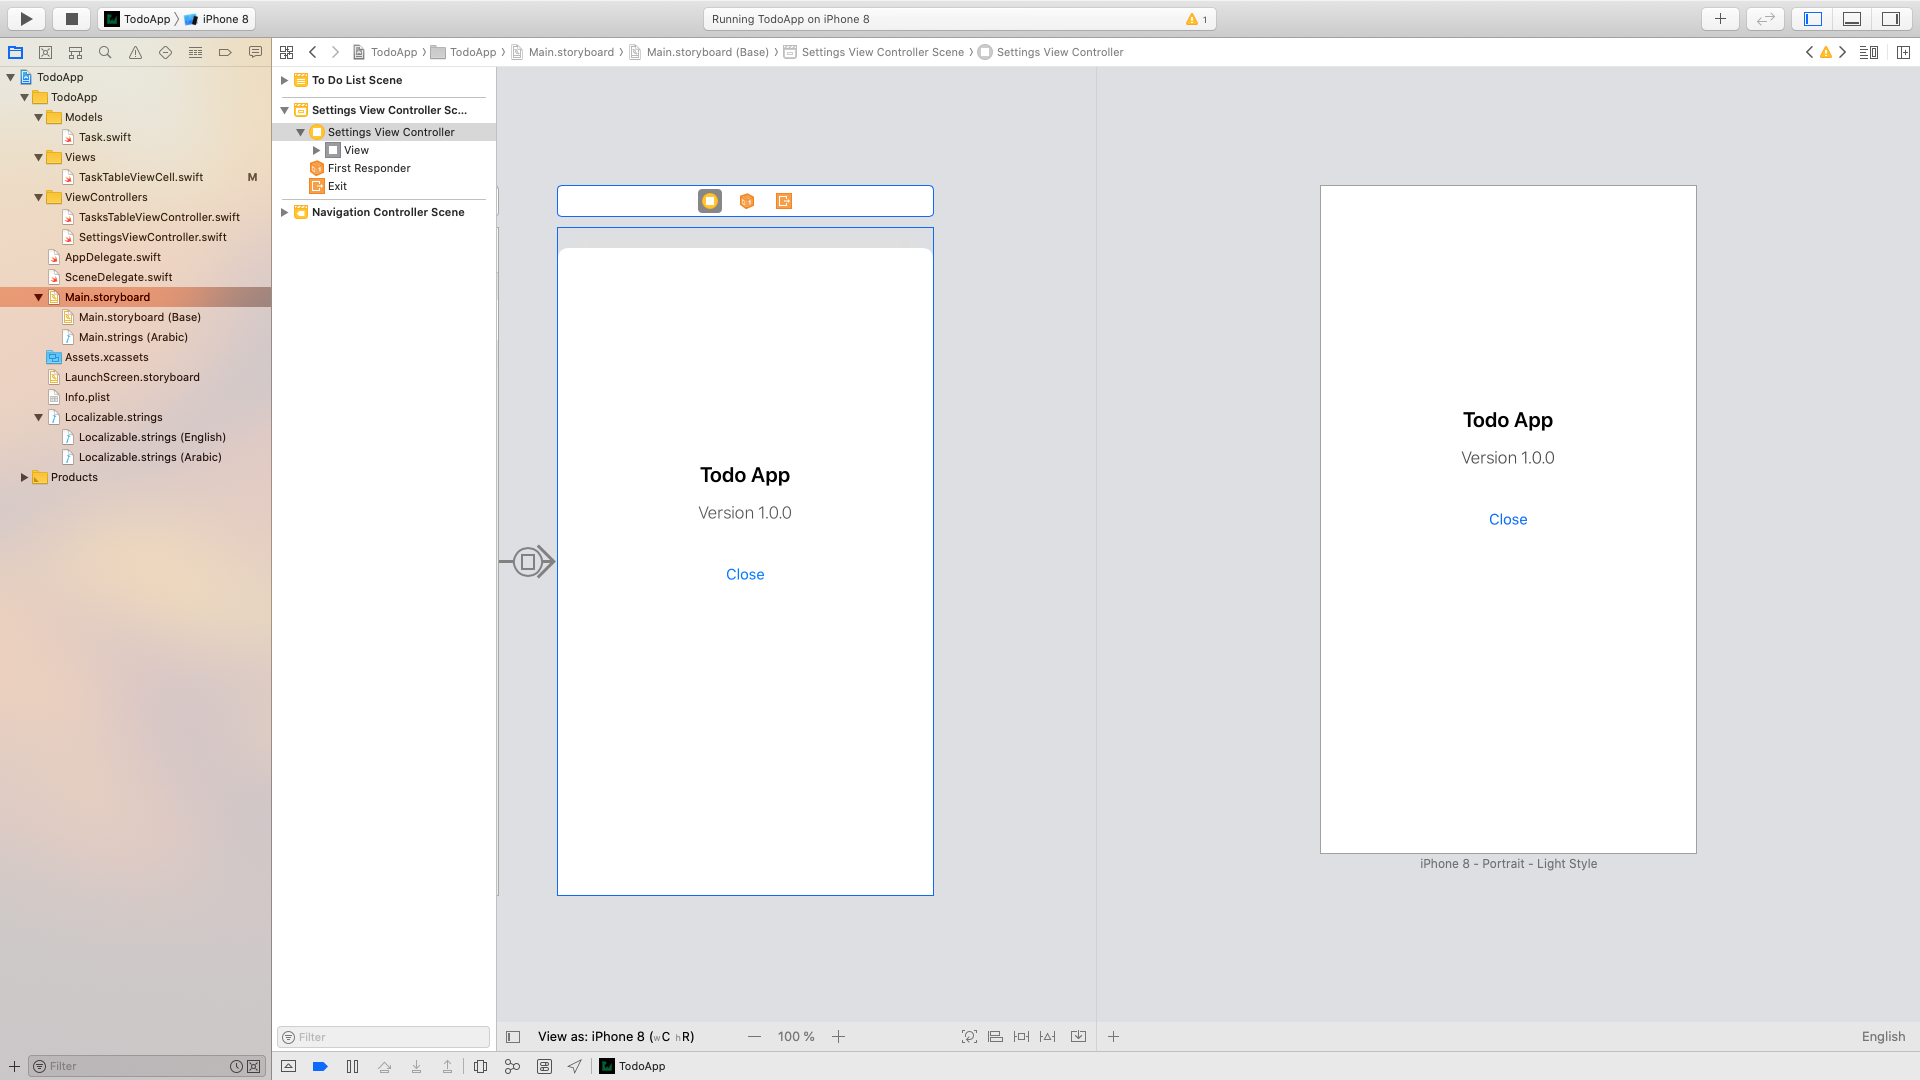 TodoApp 〉 iPhone 8
Running TodoApp on iPhone 8
1
TodoApp 〉 TodoApp 〉 Main.storyboard 〉 Main.storyboard (Base) 〉 Settings View Controller Scene 〉 Settings View Controller
TodoApp
TodoApp
Models
Task.swift
Views
TaskTableViewCell.swift M
ViewControllers
TasksTableViewController.swift
SettingsViewController.swift
AppDelegate.swift
SceneDelegate.swift
Main.storyboard
Main.storyboard (Base)
Main.strings (Arabic)
Assets.xcassets
LaunchScreen.storyboard
Info.plist
Localizable.strings
Localizable.strings (English)
Localizable.strings (Arabic)
Products
Filter
To Do List Scene
Settings View Controller Sc...
Settings View Controller
View
First Responder
Exit
Navigation Controller Scene
Filter
Todo App
Version 1.0.0
Close
Todo App
Version 1.0.0
Close
iPhone 8 - Portrait - Light Style
View as: iPhone 8 (wC hR)
100 %
English
TodoApp